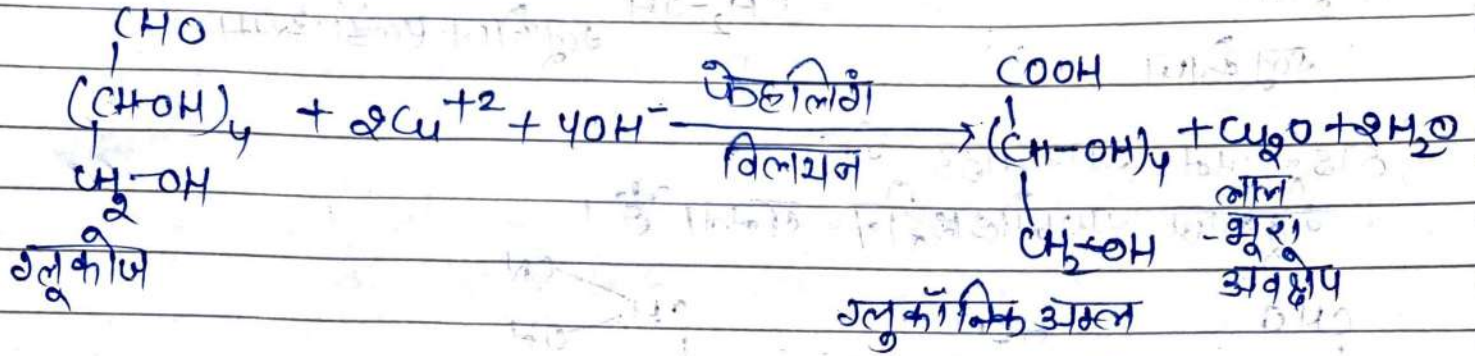 CHO
(CHOH)₄ + 2Cu⁺² + 4OH⁻ फेहलिंग विलयन → COOH
(CH-OH)₄ + Cu₂O + 2H₂O
CH₂-OH
CH₂-OH
लाल
भूरा
अवक्षेप
ग्लूकोज
ग्लुकॉनिक अम्ल